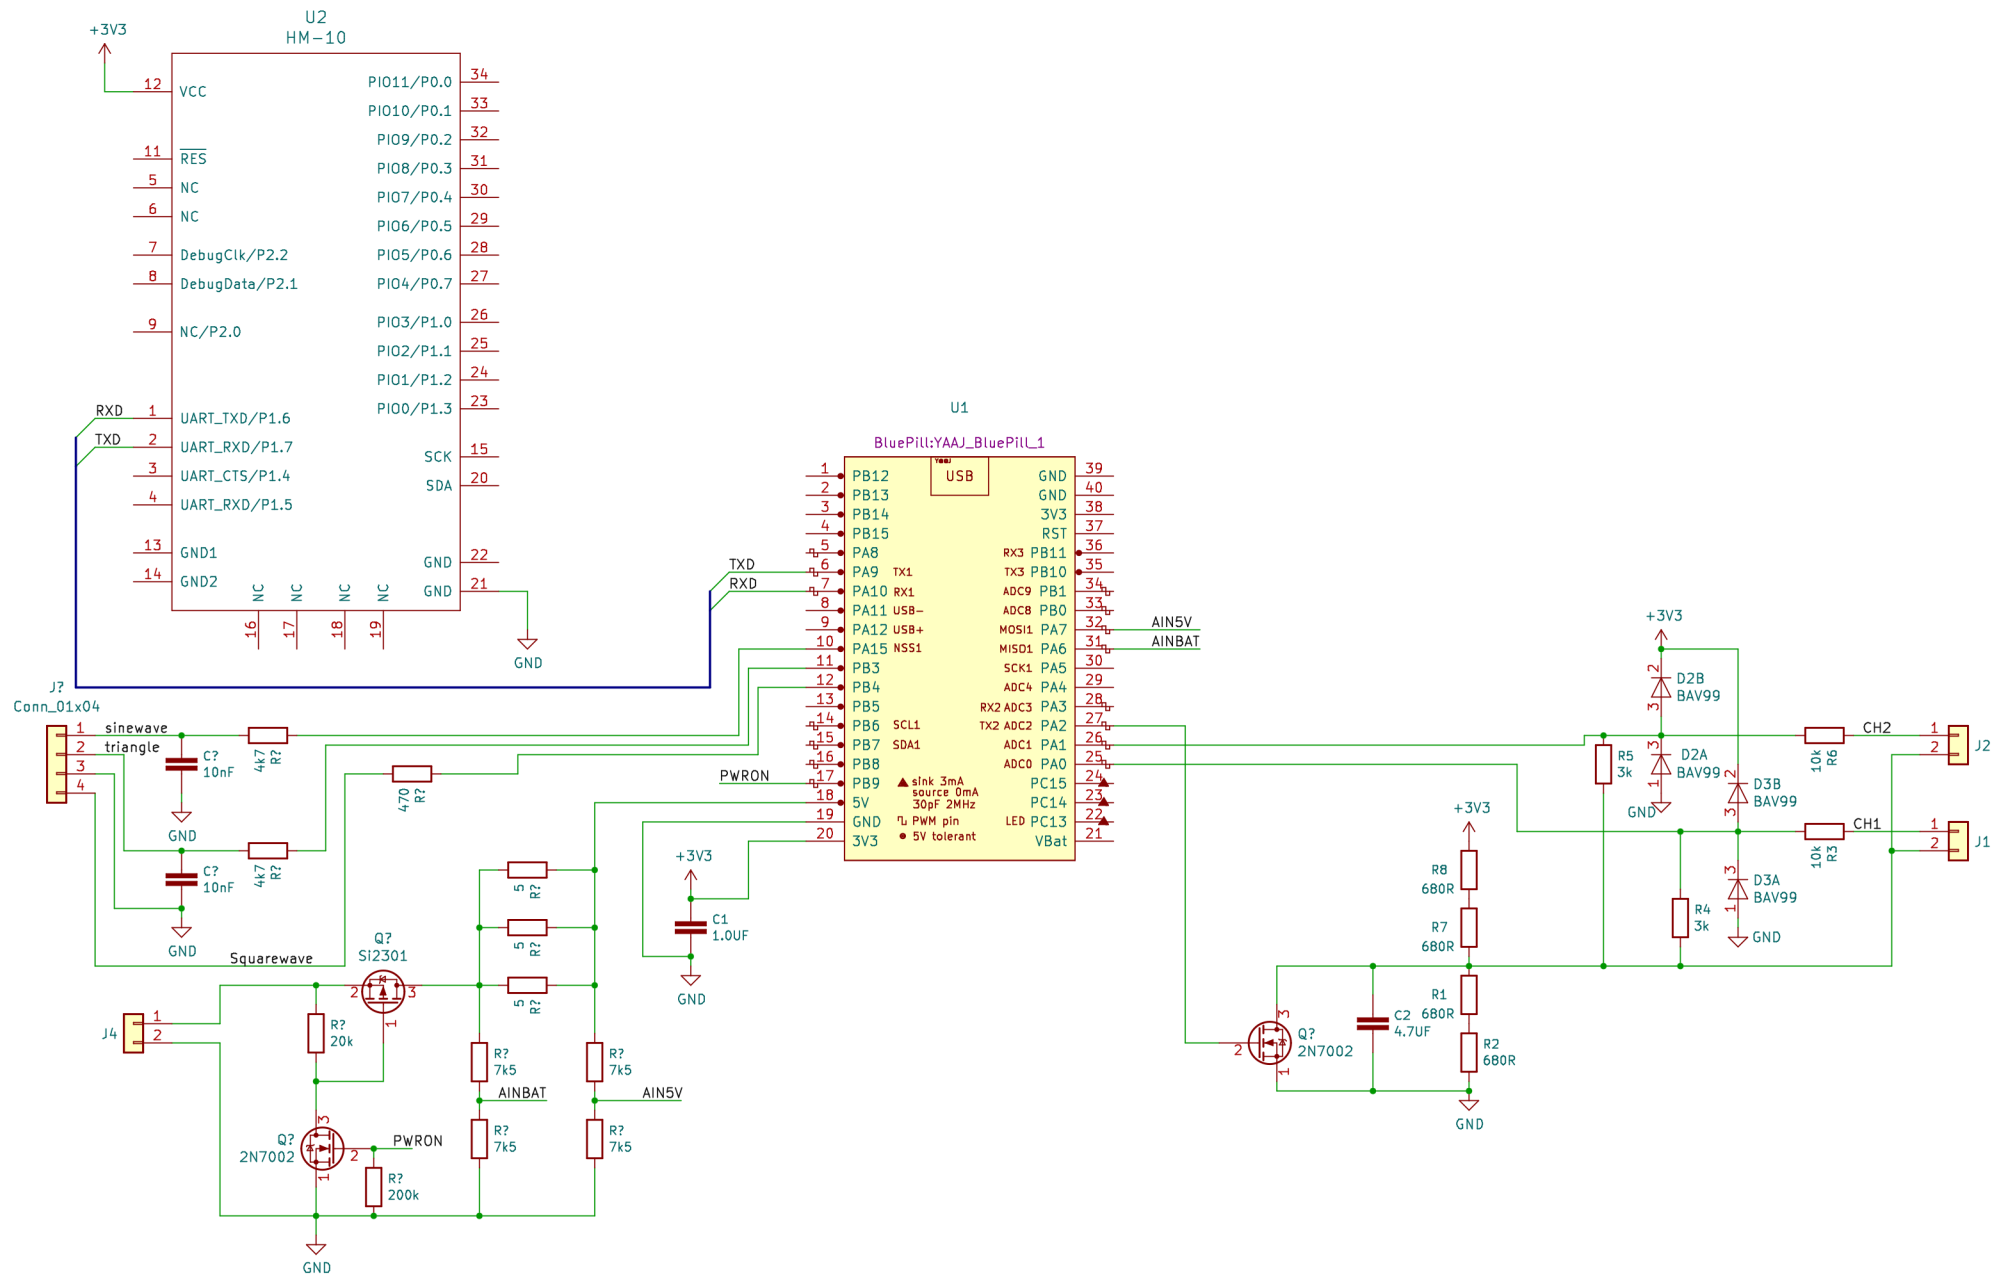 U2
HM-10
+3V3
12 VCC
11 RES
5 NC
6 NC
7 DebugClk/P2.2
8 DebugData/P2.1
9 NC/P2.0
RXD 1 UART_TXD/P1.6
TXD 2 UART_RXD/P1.7
3 UART_CTS/P1.4
4 UART_RXD/P1.5
13 GND1
14 GND2
PIO11/P0.0 34
PIO10/P0.1 33
PIO9/P0.2 32
PIO8/P0.3 31
PIO7/P0.4 30
PIO6/P0.5 29
PIO5/P0.6 28
PIO4/P0.7 27
PIO3/P1.0 26
PIO2/P1.1 25
PIO1/P1.2 24
PIO0/P1.3 23
SCK 15
SDA 20
GND 22
GND 21
NC NC NC NC
16 17 18 19
GND
U1
BluePill:YAAJ_BluePill_1
YAAJ
USB
1 PB12
2 PB13
3 PB14
4 PB15
5 PA8
TXD 6 PA9 TX1
RXD 7 PA10 RX1
8 PA11 USB-
9 PA12 USB+
10 PA15 NSS1
11 PB3
12 PB4
13 PB5
14 PB6 SCL1
15 PB7 SDA1
16 PB8
PWRON 17 PB9
18 5V
19 GND
20 3V3
GND 39
GND 40
3V3 38
RST 37
RX3 PB11 36
TX3 PB10 35
ADC9 PB1 34
ADC8 PB0 33
MOSI1 PA7 32 AIN5V
MISO1 PA6 31 AINBAT
SCK1 PA5 30
ADC4 PA4 29
RX2 ADC3 PA3 28
TX2 ADC2 PA2 27
ADC1 PA1 26
ADC0 PA0 25
PC15 24
PC14 23
LED PC13 22
VBat 21
sink 3mA
source 0mA
30pF 2MHz
PWM pin
5V tolerant
J?
Conn_01x04
1 sinewave
2 triangle
3
4
C?
10nF
GND
4k7
R?
C?
10nF
GND
4k7
R?
470
R?
Squarewave
Q?
SI2301
2 3
1
J4
1
2
R?
20k
Q?
2N7002
3
2
1
PWRON
R?
200k
GND
5
R?
5
R?
5
R?
R?
7k5
AINBAT
R?
7k5
R?
7k5
AIN5V
R?
7k5
+3V3
C1
1.0UF
GND
+3V3
R8
680R
R7
680R
R1
680R
R2
680R
GND
C2
4.7UF
Q?
2N7002
3
2
1
+3V3
2
D2B
BAV99
3
R5
3k
3
D2A
BAV99
1
GND
2
D3B
BAV99
3
3
D3A
BAV99
1
GND
R4
3k
10k
R6
CH2
1
2
J2
10k
R3
CH1
1
2
J1